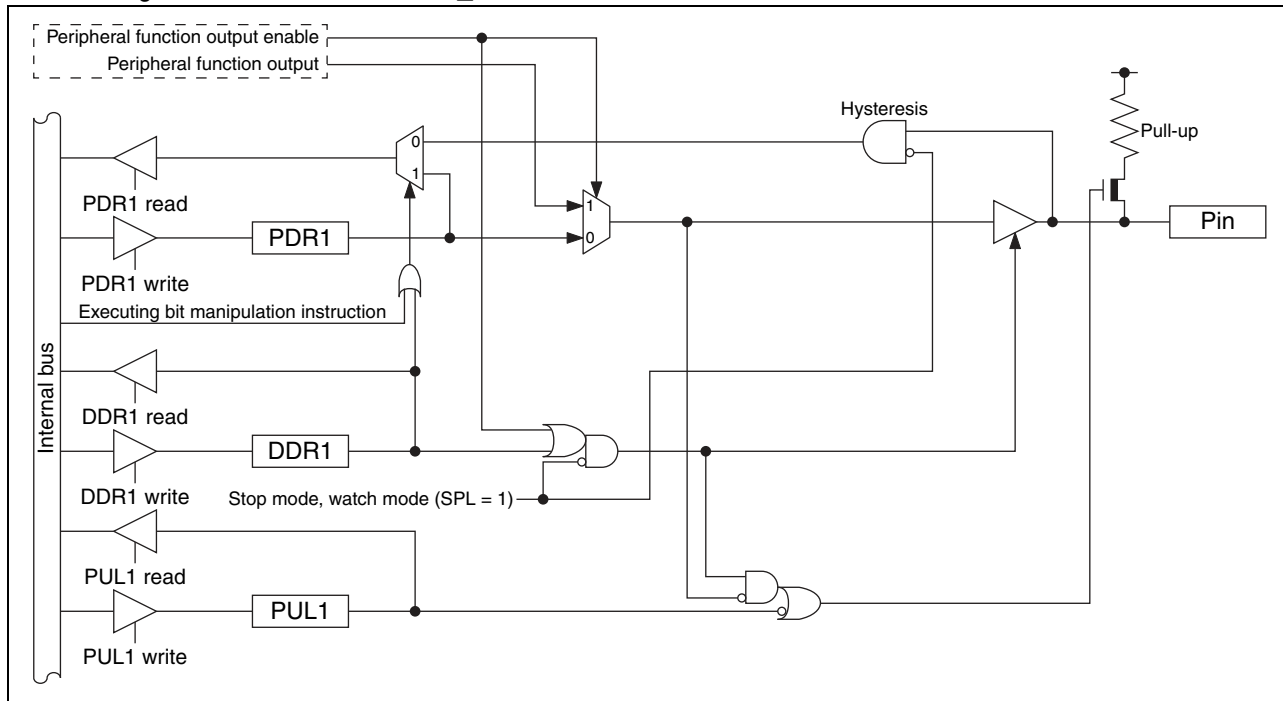 Peripheral function output enable
Peripheral function output
Hysteresis
Pull-up
0
1
PDR1 read
1
0
PDR1
Pin
PDR1 write
Executing bit manipulation instruction
Internal bus
DDR1 read
DDR1
DDR1 write
Stop mode, watch mode (SPL = 1)
PUL1 read
PUL1
PUL1 write